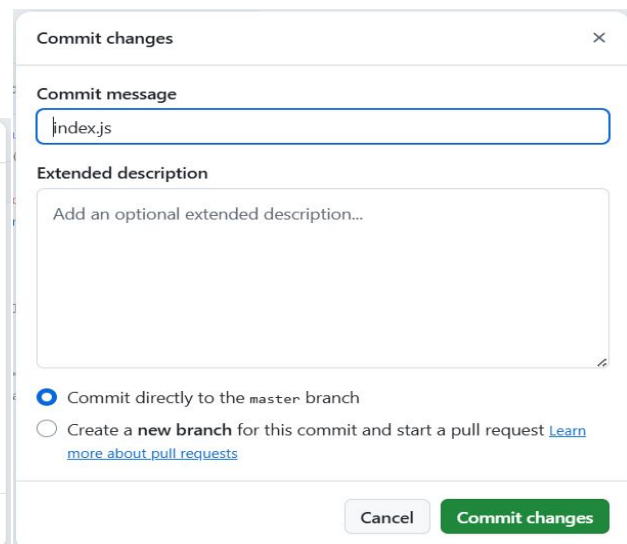 Commit changes
Commit message
index.js
Extended description
Add an optional extended description...
Commit directly to the master branch
Create a new branch for this commit and start a pull request Learn
more about pull requests
Cancel
Commit changes